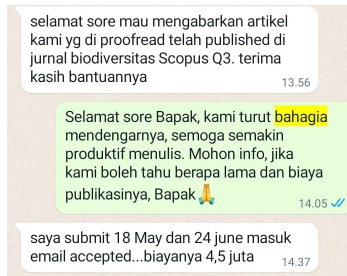 selamat sore mau mengabarkan artikel
kami yg di proofread telah published di
jurnal biodiversitas Scopus Q3. terima
kasih bantuannya
13.56
Selamat sore Bapak, kami turut bahagia
mendengarnya, semoga semakin
produktif menulis. Mohon info, jika
kami boleh tahu berapa lama dan biaya
publikasinya, Bapak🙏
14.05
saya submit 18 May dan 24 june masuk
email accepted...biayanya 4,5 juta
14.37